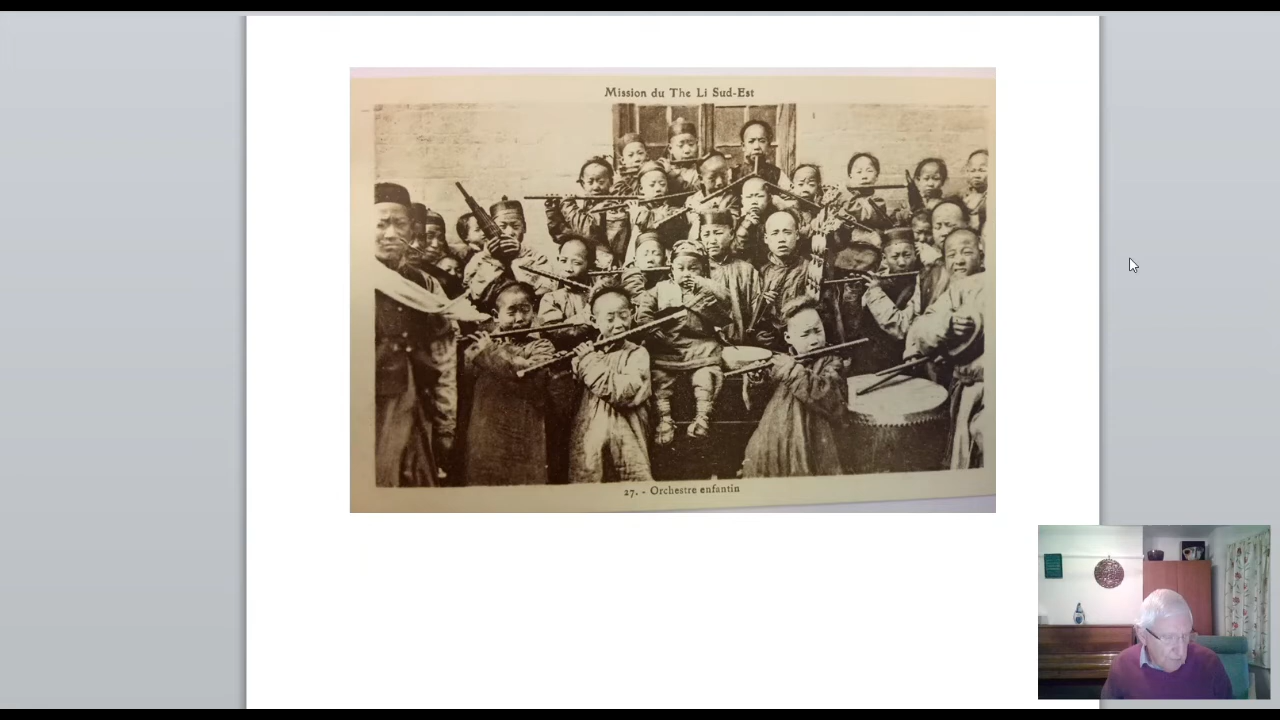 Mission du The Li Sud-Est
27. - Orchestre enfantin